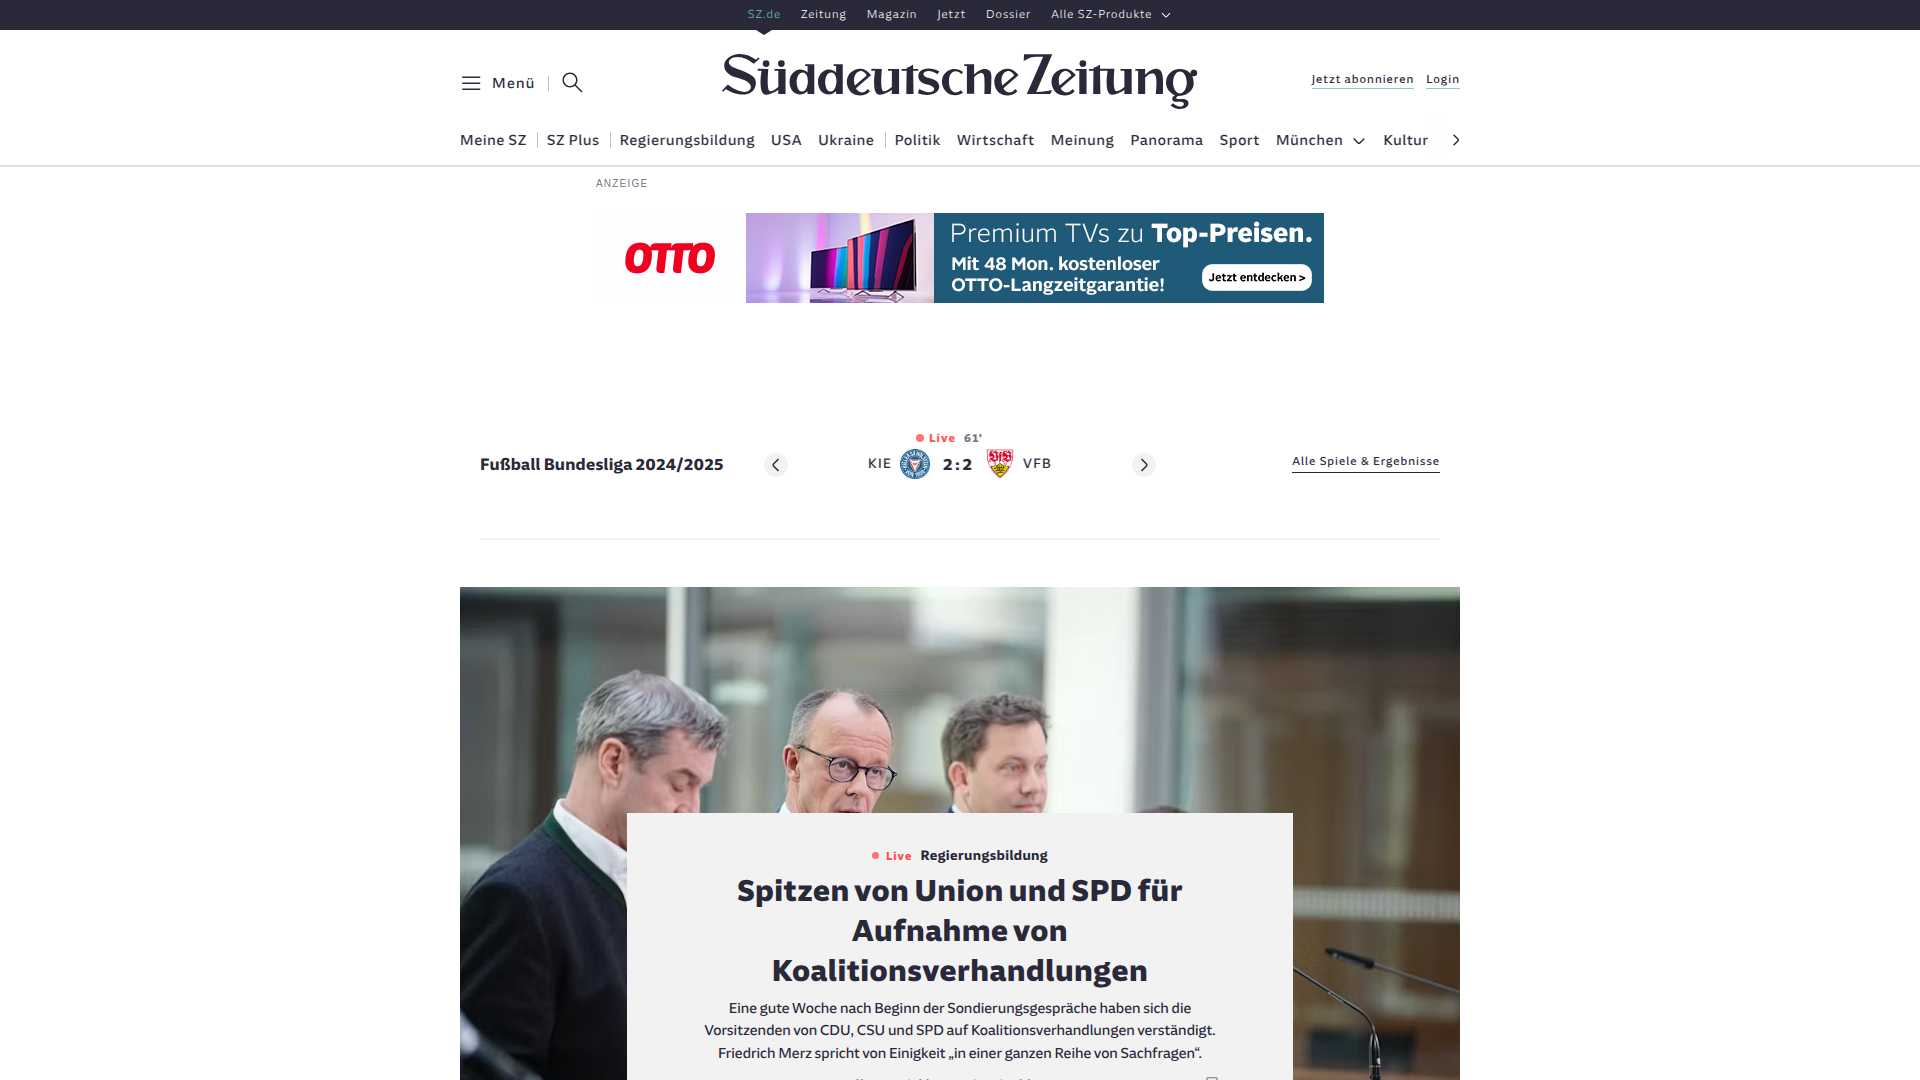 SZ.de Zeitung Magazin Jetzt Dossier Alle SZ-Produkte
Menü
Süddeutsche Zeitung
Jetzt abonnieren Login
Meine SZ SZ Plus Regierungsbildung USA Ukraine Politik Wirtschaft Meinung Panorama Sport München Kultur
ANZEIGE
OTTO
Premium TVs zu Top-Preisen.
Mit 48 Mon. kostenloser
OTTO-Langzeitgarantie!
Jetzt entdecken >
Live 61'
Fußball Bundesliga 2024/2025
KIE 2:2 VFB
Alle Spiele & Ergebnisse
Live Regierungsbildung
Spitzen von Union und SPD für
Aufnahme von
Koalitionsverhandlungen
Eine gute Woche nach Beginn der Sondierungsgespräche haben sich die
Vorsitzenden von CDU, CSU und SPD auf Koalitionsverhandlungen verständigt.
Friedrich Merz spricht von Einigkeit „in einer ganzen Reihe von Sachfragen“.